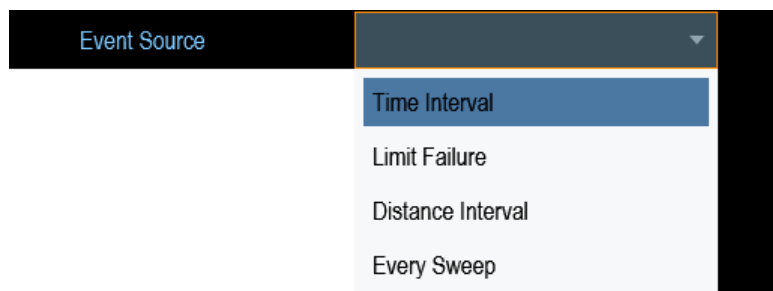 Event Source
Time Interval
Limit Failure
Distance Interval
Every Sweep